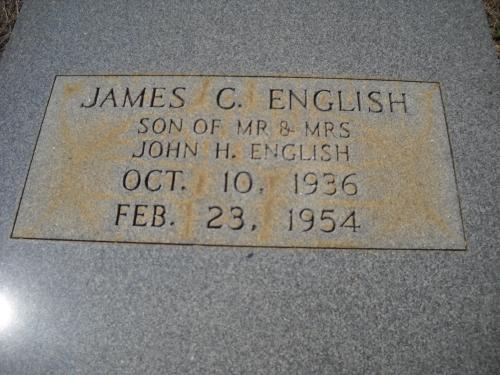 JAMES C. ENGLISH
SON OF MR & MRS
JOHN H. ENGLISH
OCT. 10, 1936
FEB. 23, 1954